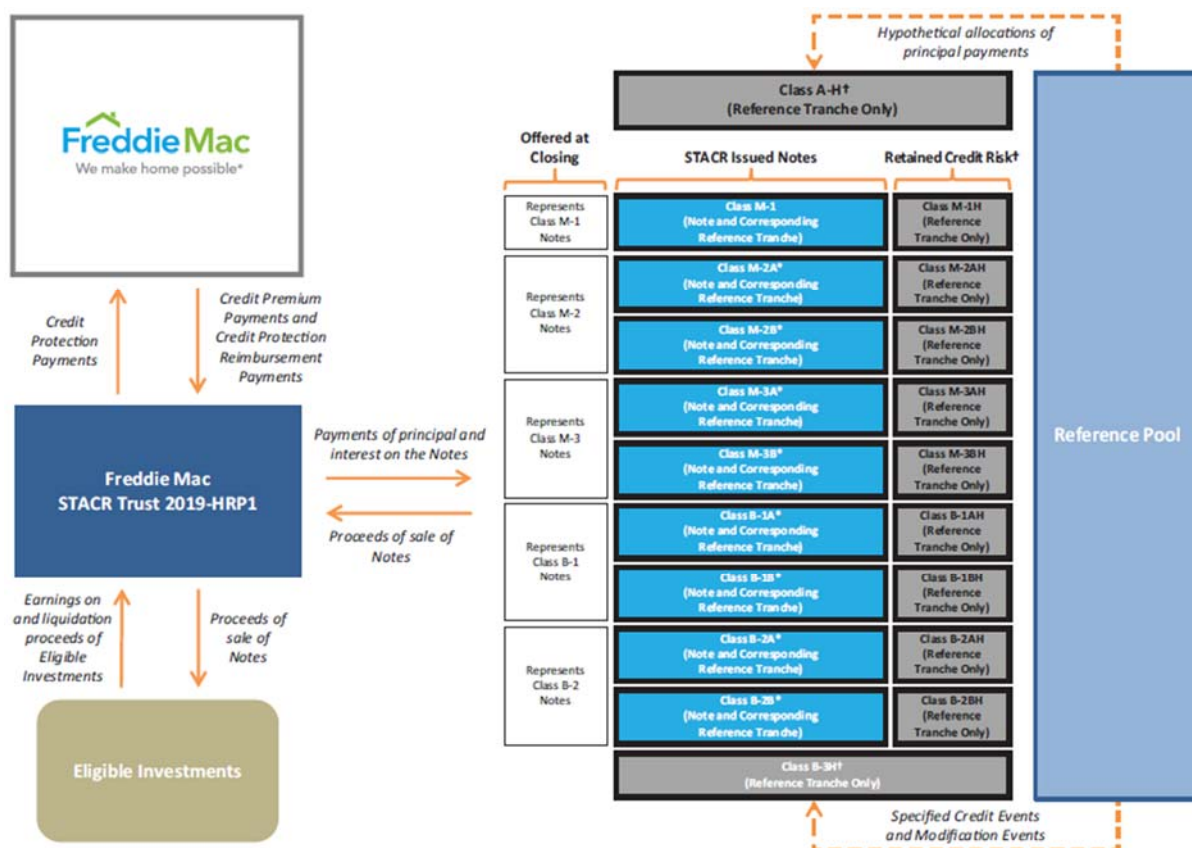 FreddieMac
We make home possible®
Credit
Protection
Payments
Credit Premium
Payments and
Credit Protection
Reimbursement
Payments
Freddie Mac
STACR Trust 2019-HRP1
Earnings on
and liquidation
proceeds of
Eligible
Investments
Proceeds of
sale of
Notes
Eligible Investments
Payments of principal and
interest on the Notes
Proceeds of sale of
Notes
Hypothetical allocations of
principal payments
Class A-H†
(Reference Tranche Only)
Offered at
Closing
STACR Issued Notes
Retained Credit Risk†
Represents
Class M-1
Notes
Class M-1
(Note and Corresponding
Reference Tranche)
Class M-1H
(Reference
Tranche Only)
Represents
Class M-2
Notes
Class M-2A*
(Note and Corresponding
Reference Tranche)
Class M-2AH
(Reference
Tranche Only)
Class M-2B*
(Note and Corresponding
Reference Tranche)
Class M-2BH
(Reference
Tranche Only)
Represents
Class M-3
Notes
Class M-3A*
(Note and Corresponding
Reference Tranche)
Class M-3AH
(Reference
Tranche Only)
Class M-3B*
(Note and Corresponding
Reference Tranche)
Class M-3BH
(Reference
Tranche Only)
Represents
Class B-1
Notes
Class B-1A*
(Note and Corresponding
Reference Tranche)
Class B-1AH
(Reference
Tranche Only)
Class B-1B*
(Note and Corresponding
Reference Tranche)
Class B-1BH
(Reference
Tranche Only)
Represents
Class B-2
Notes
Class B-2A*
(Note and Corresponding
Reference Tranche)
Class B-2AH
(Reference
Tranche Only)
Class B-2B*
(Note and Corresponding
Reference Tranche)
Class B-2BH
(Reference
Tranche Only)
Class B-3H†
(Reference Tranche Only)
Reference Pool
Specified Credit Events
and Modification Events